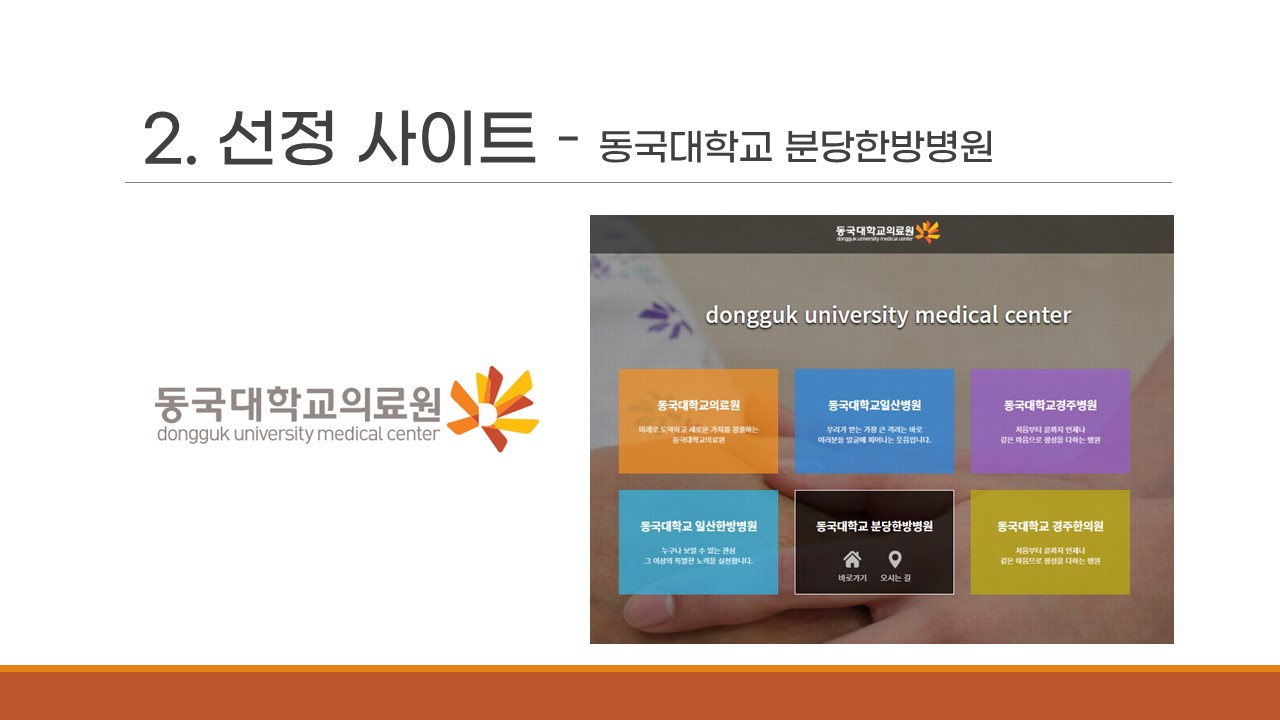 2. 선정 사이트 - 동국대학교 분당한방병원
동국대학교의료원
dongguk university medical center
동국대학교의료원
dongguk university medical center
dongguk university medical center
동국대학교의료원
미래로 도약하고 새로운 가치를 창출하는
동국대학교의료원
동국대학교일산병원
우리가 받는 가장 큰 격려는 바로
여러분들 얼굴에 피어나는 웃음입니다.
동국대학교경주병원
처음부터 끝까지 언제나
같은 마음으로 정성을 다하는 병원
동국대학교 일산한방병원
누구나 보일 수 있는 관심
그 이상의 특별한 노력을 실천합니다.
동국대학교 분당한방병원
바로가기 오시는 길
동국대학교 경주한의원
처음부터 끝까지 언제나
같은 마음으로 정성을 다하는 병원